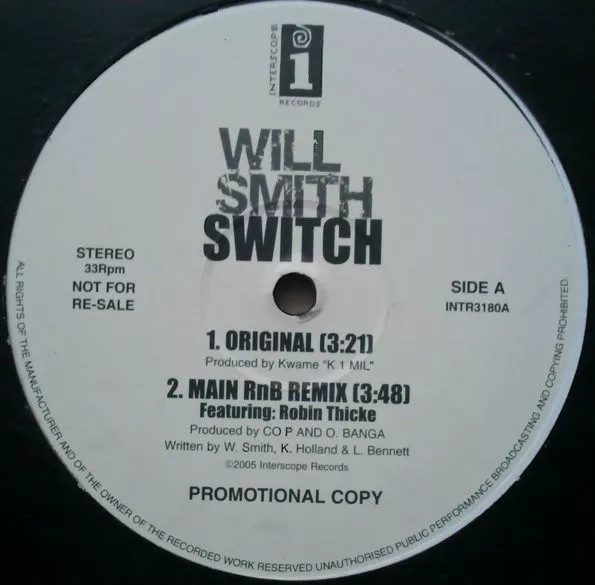 INTERSCOPE
i
RECORDS
WILL
SMITH
SWITCH
STEREO
33Rpm
NOT FOR
RE-SALE
SIDE A
INTR3180A
1. ORIGINAL (3:21)
Produced by Kwame "K 1 MIL"
2. MAIN RnB REMIX (3:48)
Featuring: Robin Thicke
Produced by CO P AND O. BANGA
Written by W. Smith, K. Holland & L. Bennett
©2005 Interscope Records
PROMOTIONAL COPY
ALL RIGHTS OF THE MANUFACTURER AND OF THE OWNER OF THE RECORDED WORK RESERVED UNAUTHORISED PUBLIC PERFORMANCE BROADCASTING AND COPYING PROHIBITED.